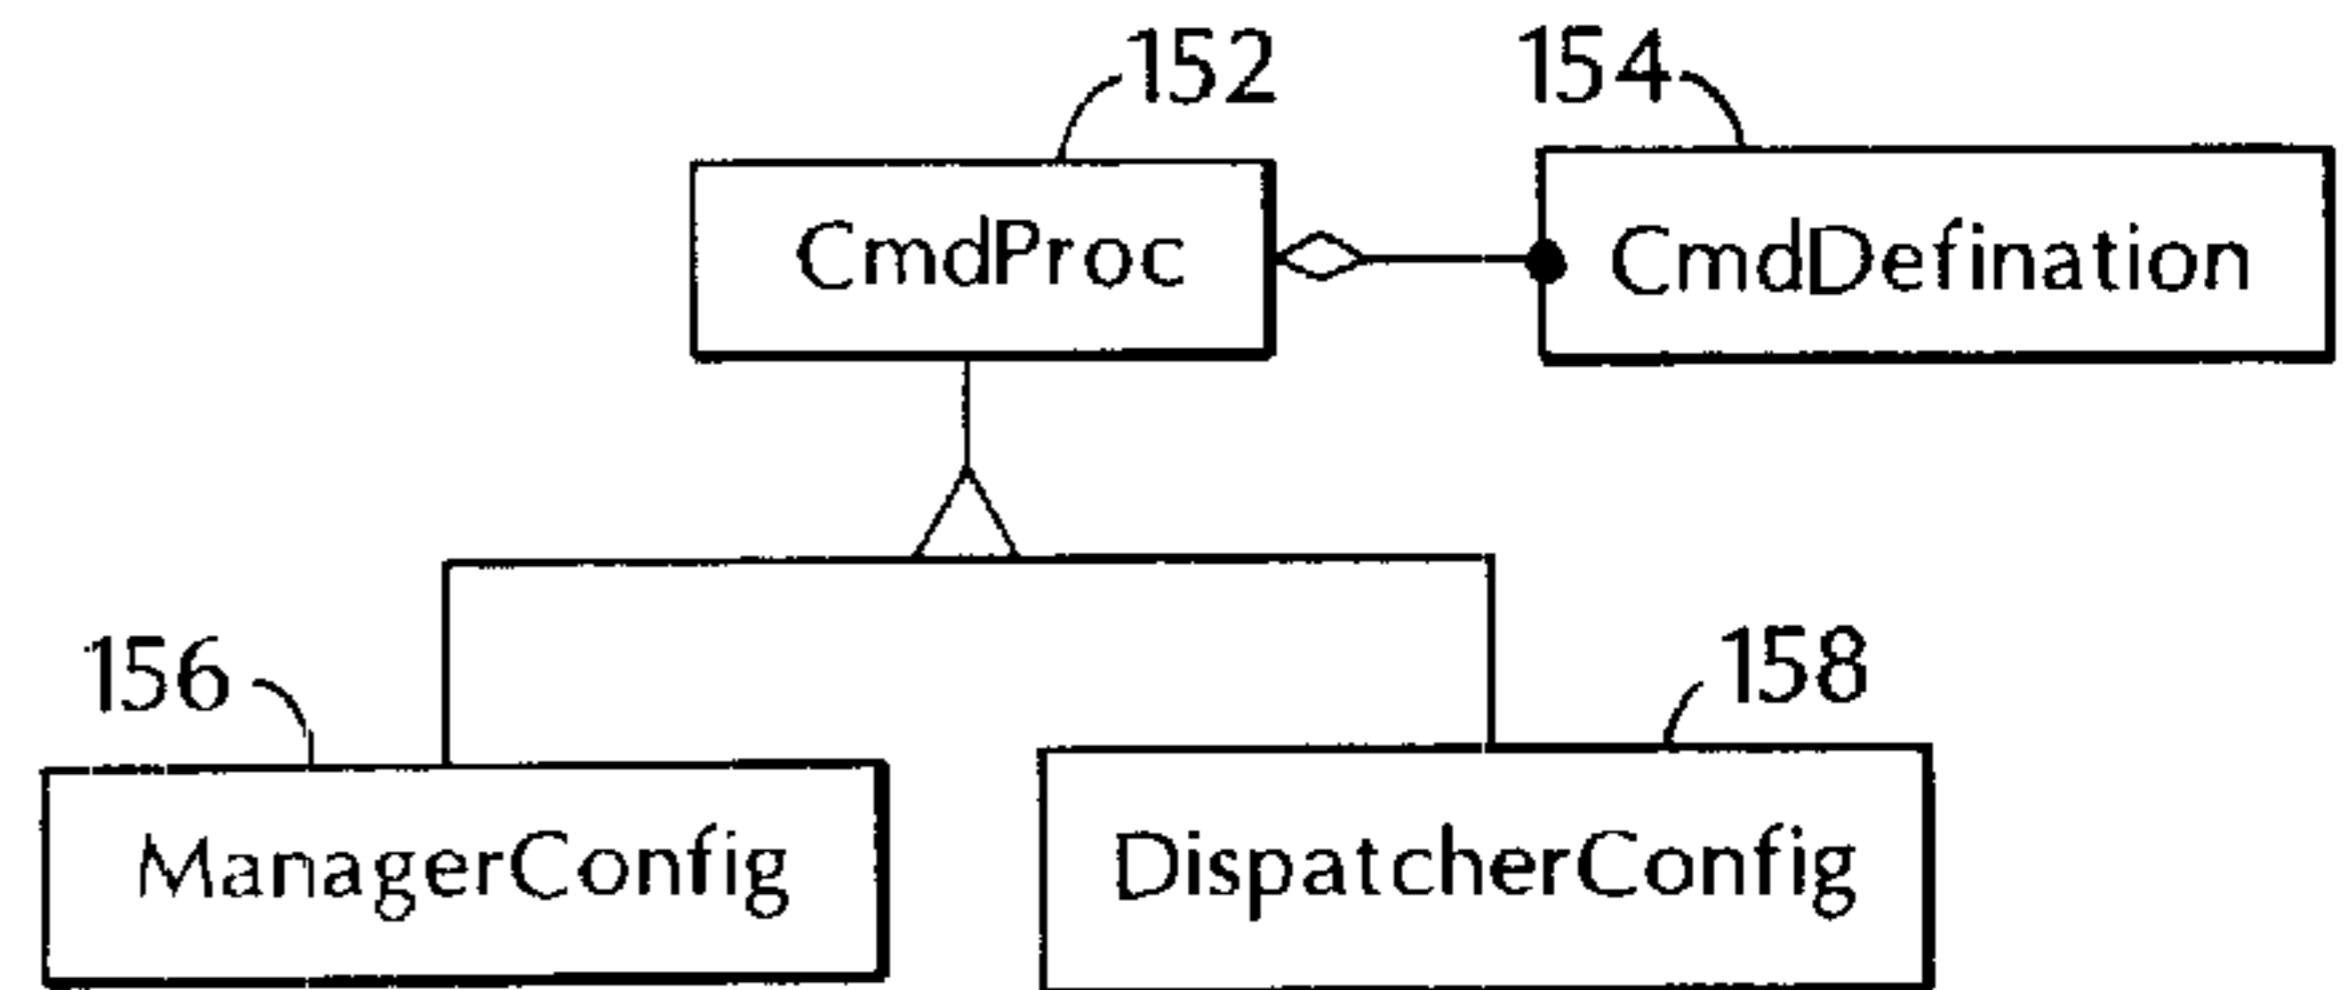 152
154
CmdProc
CmdDefination
156
158
ManagerConfig
DispatcherConfig